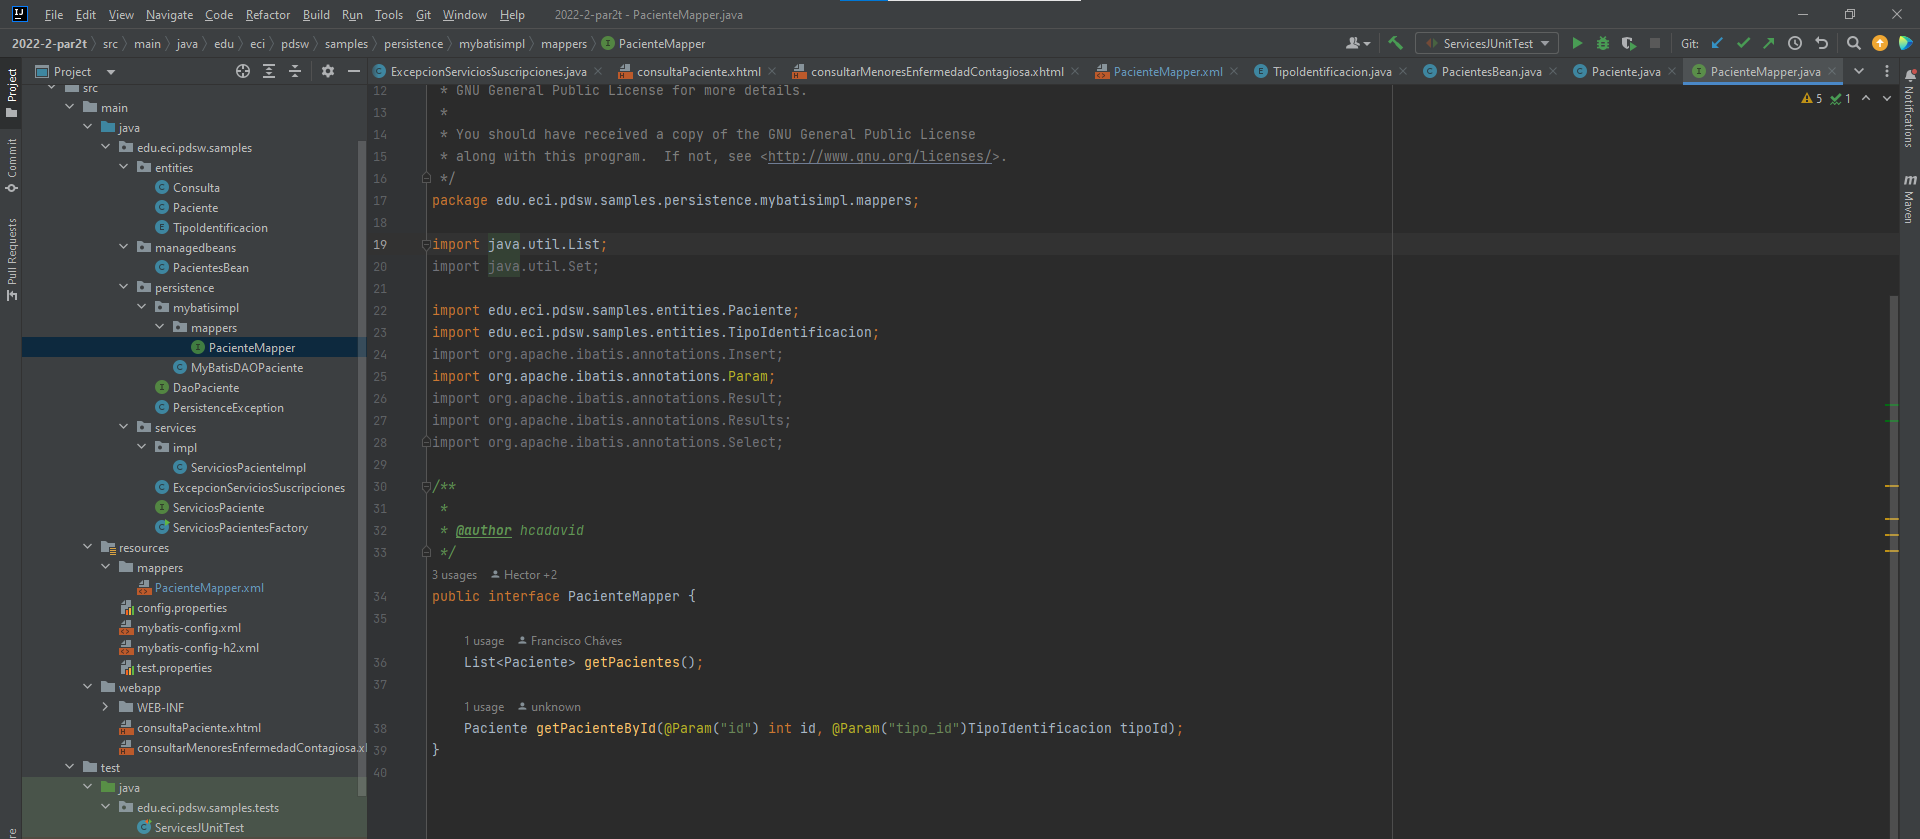 File Edit View Navigate Code Refactor Build Run Tools Git Window Help 2022-2-par2t - PacienteMapper.java
2022-2-par2t src main java edu eci pdsw samples persistence mybatisimpl mappers PacienteMapper ServicesJUnitTest Git:
Project
ExcepcionServiciosSuscripciones.java consultaPaciente.xhtml consultarMenoresEnfermedadContagiosa.xhtml PacienteMapper.xml TipoIdentificacion.java PacientesBean.java Paciente.java PacienteMapper.java
Project
Commit
Pull Requests
Notifications
Maven
src
main
java
edu.eci.pdsw.samples
entities
Consulta
Paciente
TipoIdentificacion
managedbeans
PacientesBean
persistence
mybatisimpl
mappers
PacienteMapper
MyBatisDAOPaciente
DaoPaciente
PersistenceException
services
impl
ServiciosPacienteImpl
ExcepcionServiciosSuscripciones
ServiciosPaciente
ServiciosPacientesFactory
resources
mappers
PacienteMapper.xml
config.properties
mybatis-config.xml
mybatis-config-h2.xml
test.properties
webapp
WEB-INF
consultaPaciente.xhtml
consultarMenoresEnfermedadContagiosa.xl
test
java
edu.eci.pdsw.samples.tests
ServicesJUnitTest
5 1
12 * GNU General Public License for more details.
13 *
14 * You should have received a copy of the GNU General Public License
15 * along with this program.  If not, see <http://www.gnu.org/licenses/>.
16 */
17 package edu.eci.pdsw.samples.persistence.mybatisimpl.mappers;
18
19 import java.util.List;
20 import java.util.Set;
21
22 import edu.eci.pdsw.samples.entities.Paciente;
23 import edu.eci.pdsw.samples.entities.TipoIdentificacion;
24 import org.apache.ibatis.annotations.Insert;
25 import org.apache.ibatis.annotations.Param;
26 import org.apache.ibatis.annotations.Result;
27 import org.apache.ibatis.annotations.Results;
28 import org.apache.ibatis.annotations.Select;
29
30 /**
31 *
32 * @author hcadavid
33 */
3 usages Hector +2
34 public interface PacienteMapper {
35
1 usage Francisco Cháves
36 List<Paciente> getPacientes();
37
1 usage unknown
38 Paciente getPacienteById(@Param("id") int id, @Param("tipo_id")TipoIdentificacion tipoId);
39 }
40